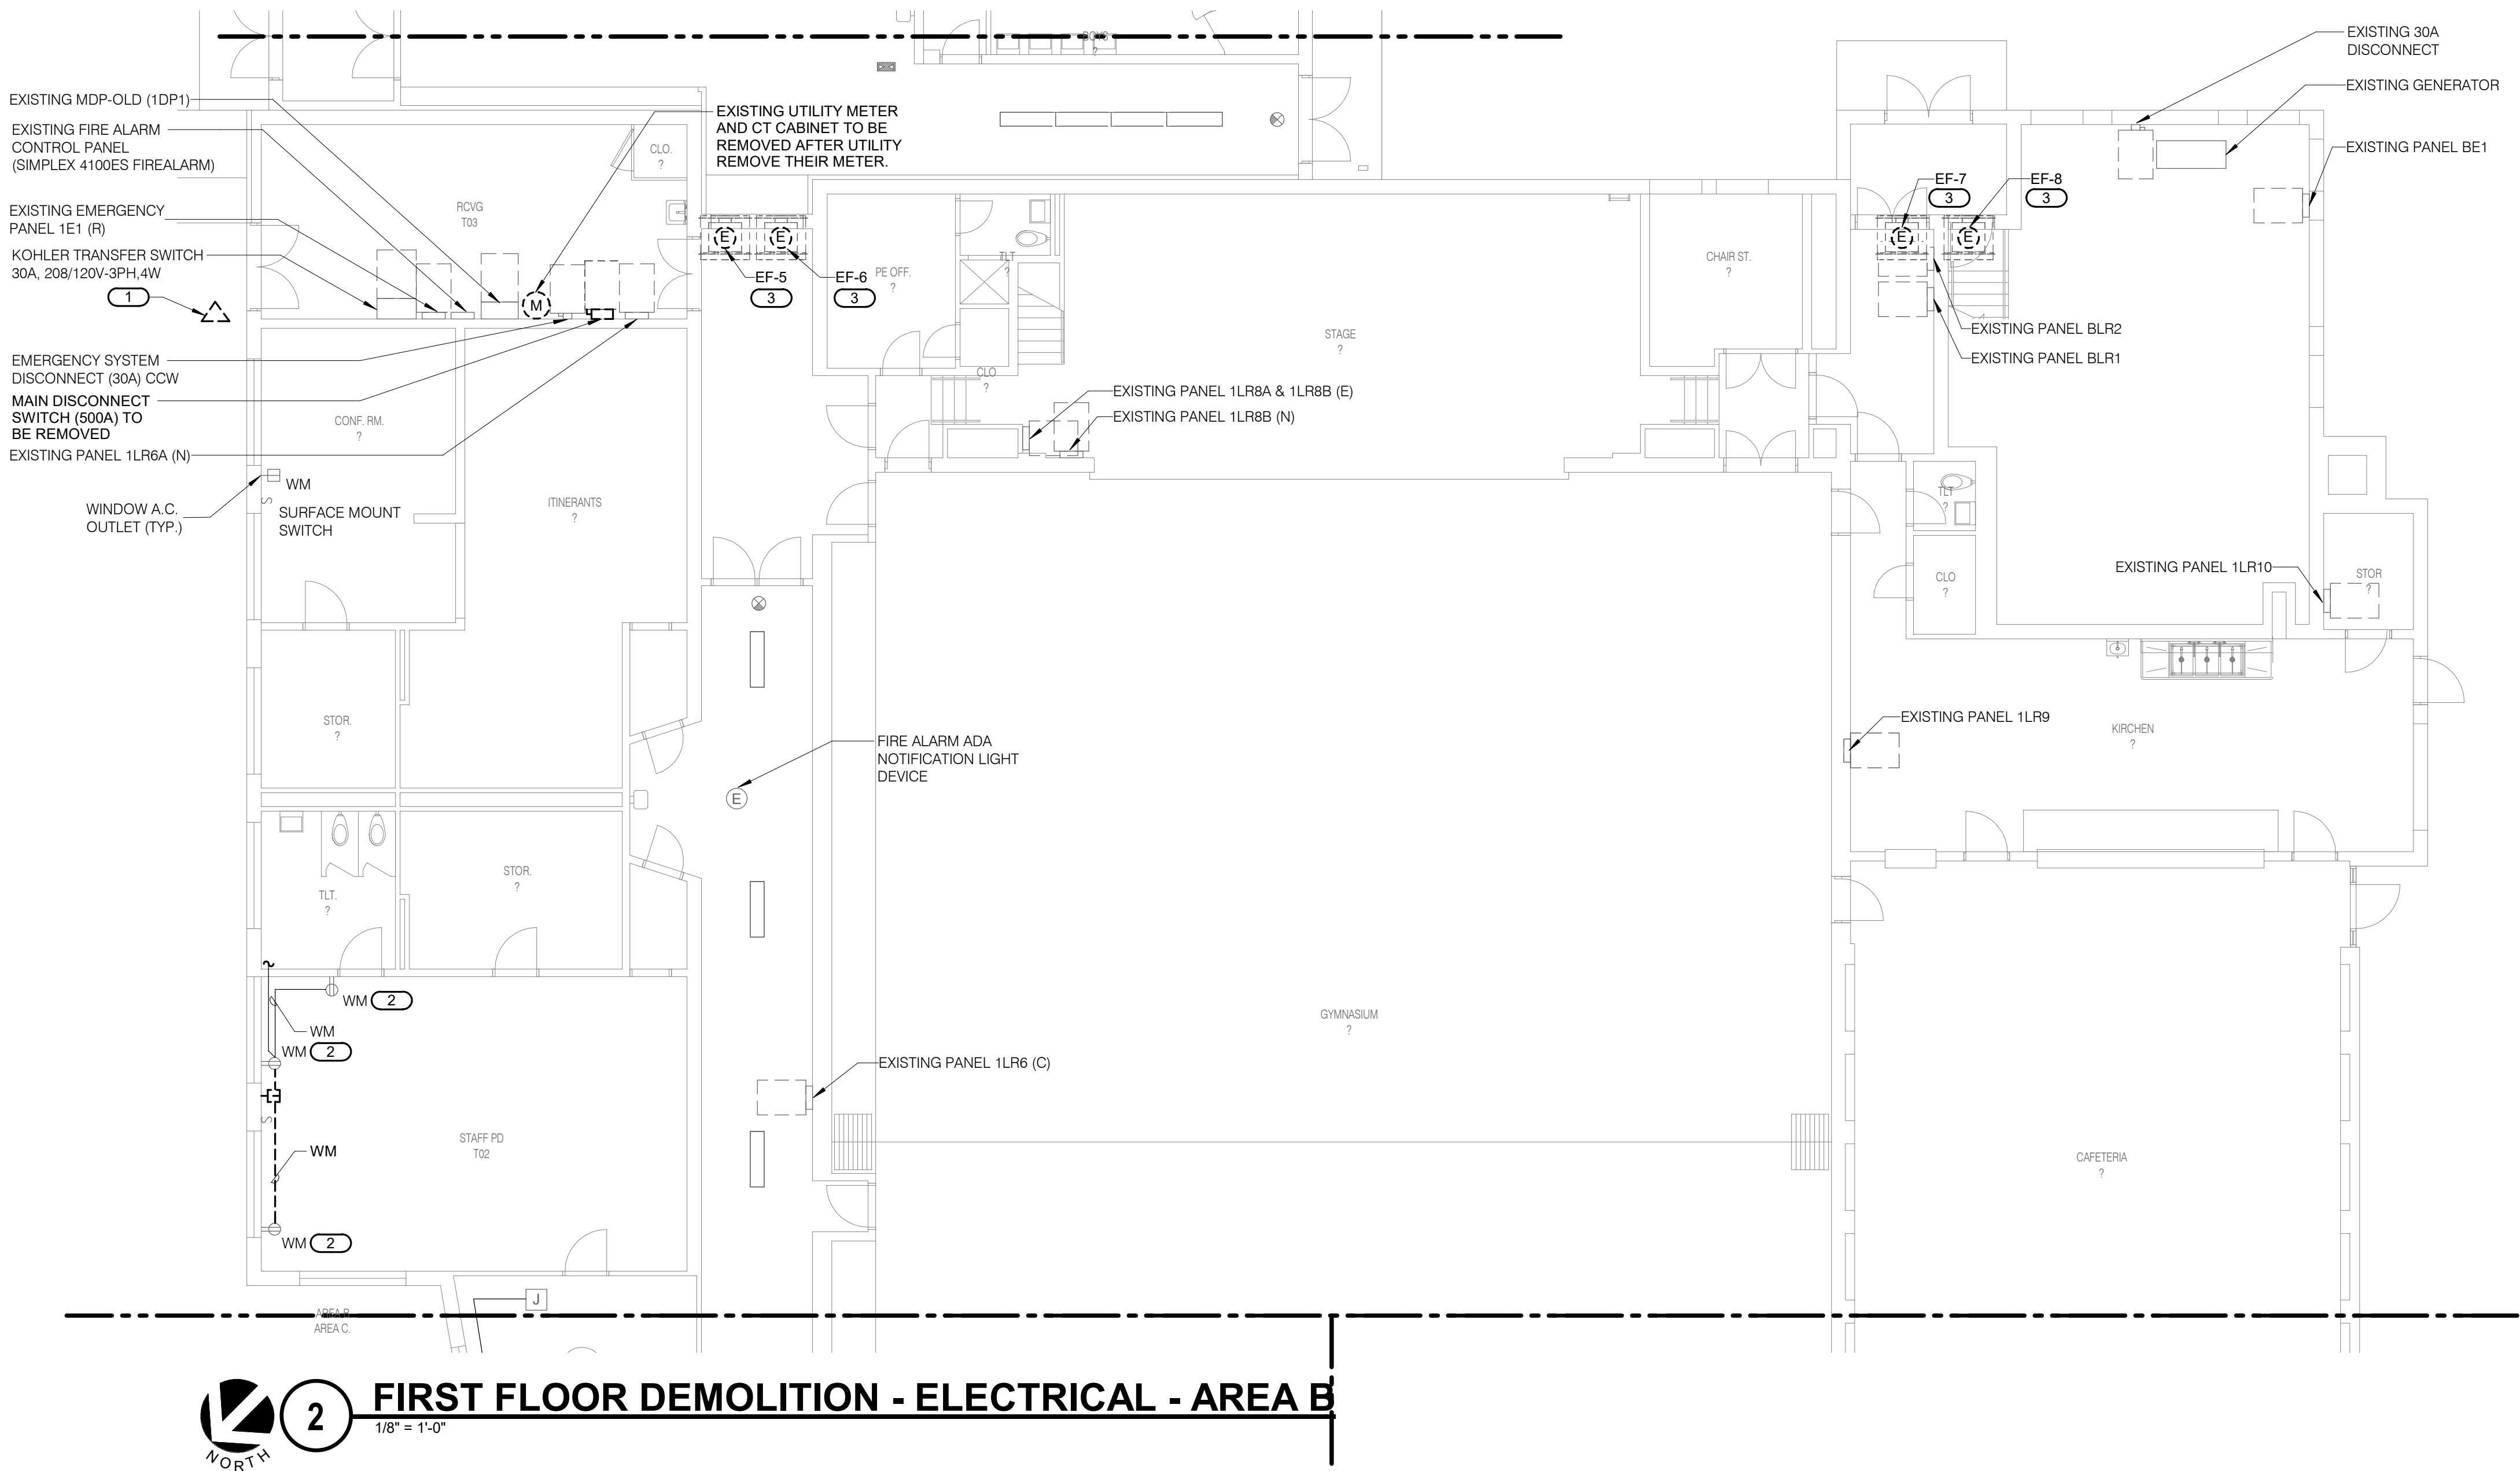 BOYS
?
EXISTING 30A
DISCONNECT
EXISTING GENERATOR
EXISTING PANEL BE1
EXISTING MDP-OLD (1DP1)
EXISTING FIRE ALARM
CONTROL PANEL
(SIMPLEX 4100ES FIREALARM)
EXISTING EMERGENCY
PANEL 1E1 (R)
KOHLER TRANSFER SWITCH
30A, 208/120V-3PH,4W
1
EXISTING UTILITY METER
AND CT CABINET TO BE
REMOVED AFTER UTILITY
REMOVE THEIR METER.
CLO.
?
RCVG
T03
M
E
E
EF-5
3
EF-6
3
PE OFF.
?
TLT
?
CLO
?
STAGE
?
CHAIR ST.
?
EF-7
3
EF-8
3
E
E
EXISTING PANEL BLR2
EXISTING PANEL BLR1
EMERGENCY SYSTEM
DISCONNECT (30A) CCW
MAIN DISCONNECT
SWITCH (500A) TO
BE REMOVED
EXISTING PANEL 1LR6A (N)
WINDOW A.C.
OUTLET (TYP.)
CONF. RM.
?
WM
S
SURFACE MOUNT
SWITCH
ITINERANTS
?
EXISTING PANEL 1LR8A & 1LR8B (E)
EXISTING PANEL 1LR8B (N)
TLT
?
CLO
?
EXISTING PANEL 1LR10
STOR
?
STOR.
?
FIRE ALARM ADA
NOTIFICATION LIGHT
DEVICE
E
EXISTING PANEL 1LR9
KIRCHEN
?
TLT.
?
STOR.
?
WM 2
WM
WM 2
S
WM
WM 2
STAFF PD
T02
EXISTING PANEL 1LR6 (C)
GYMNASIUM
?
CAFETERIA
?
J
AREA B
AREA C.
NORTH
2
FIRST FLOOR DEMOLITION - ELECTRICAL - AREA B
1/8" = 1'-0"